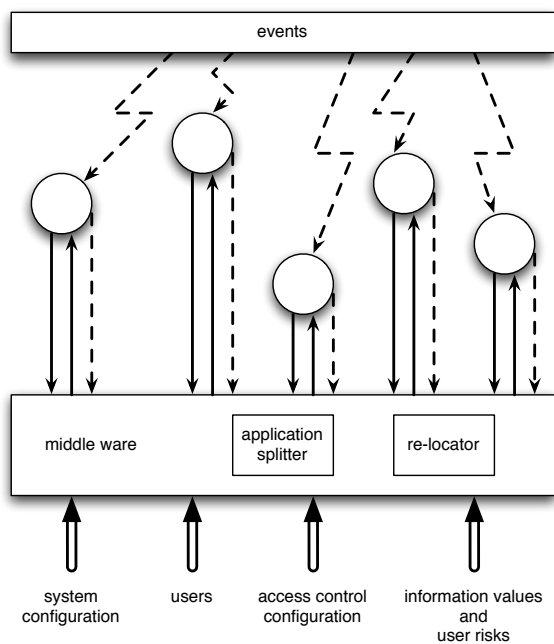 events
middle ware
application
splitter
re-locator
system
configuration
users
access control
configuration
information values
and
user risks